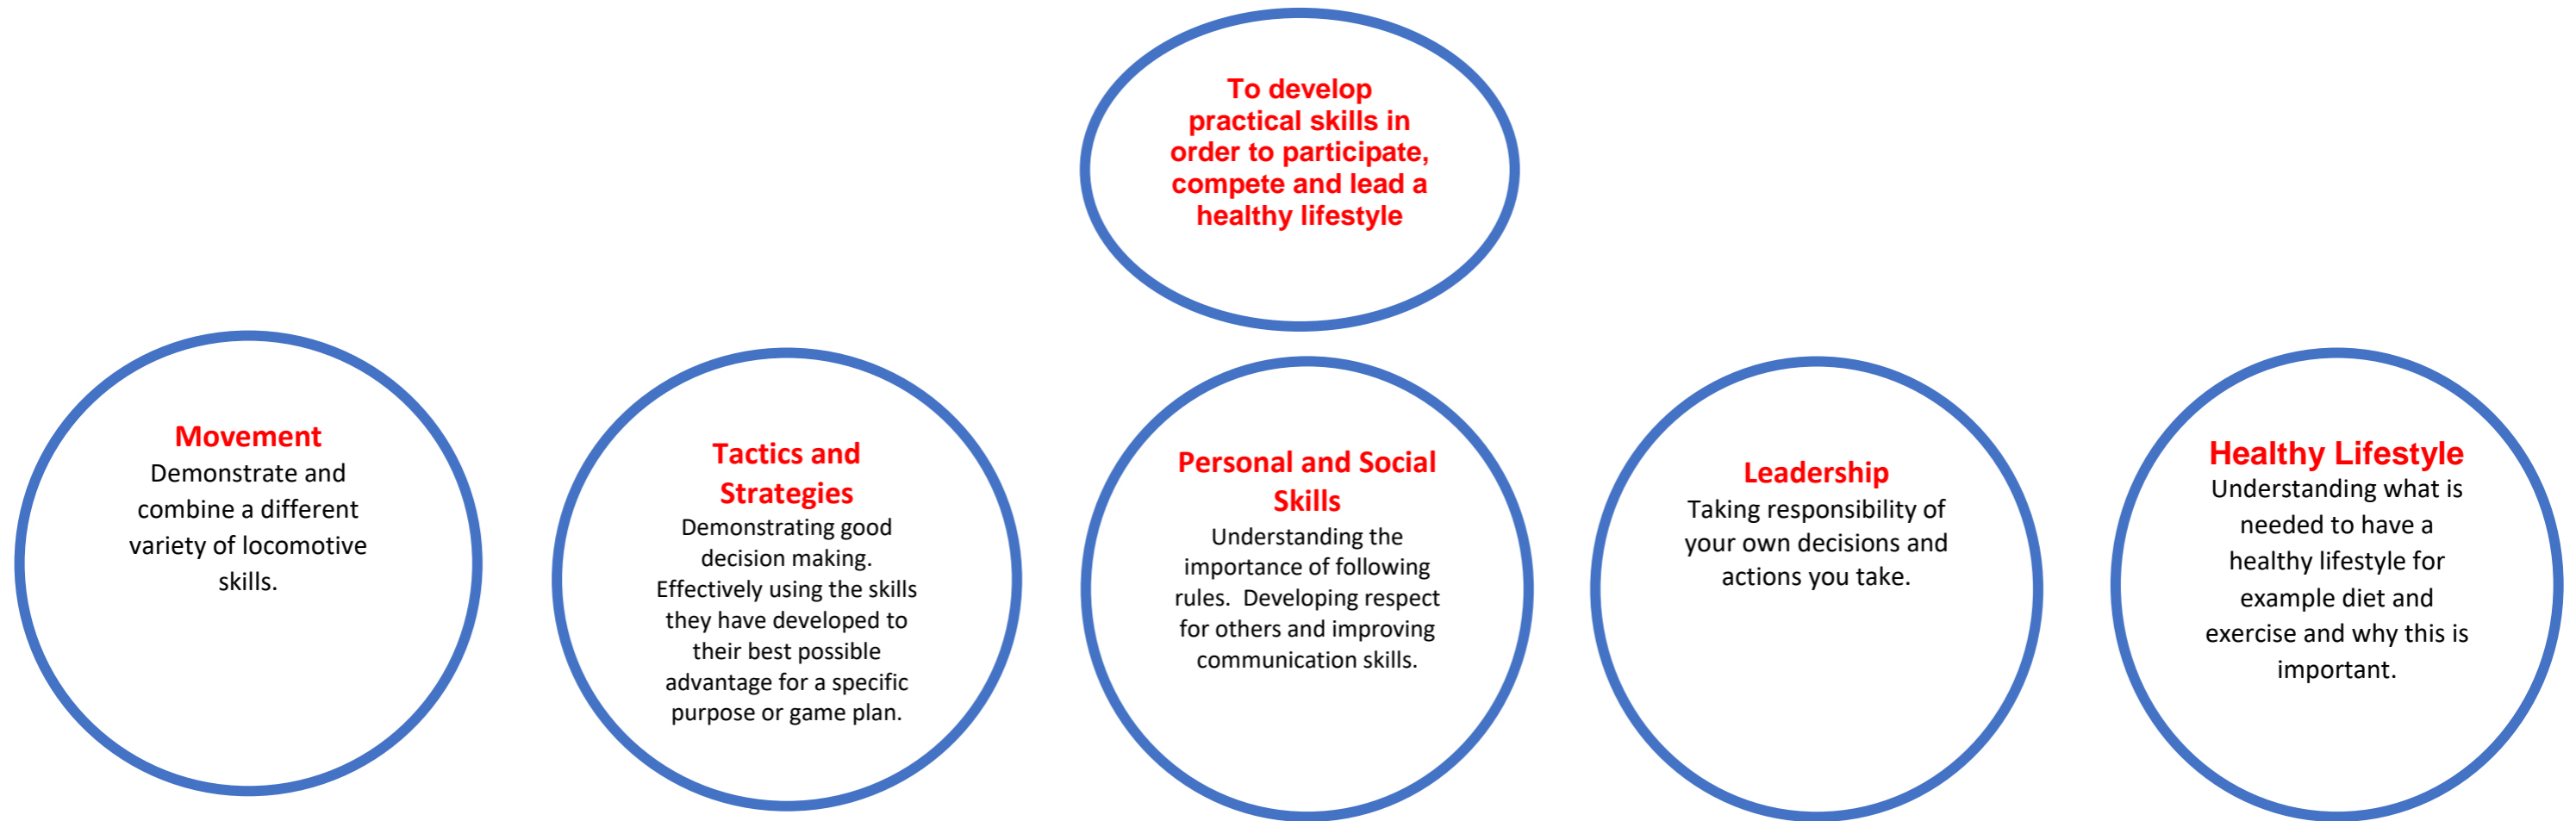 To develop
practical skills in
order to participate,
compete and lead a
healthy lifestyle
Movement
Demonstrate and
combine a different
variety of locomotive
skills.
Tactics and
Strategies
Demonstrating good
decision making.
Effectively using the skills
they have developed to
their best possible
advantage for a specific
purpose or game plan.
Personal and Social
Skills
Understanding the
importance of following
rules.  Developing respect
for others and improving
communication skills.
Leadership
Taking responsibility of
your own decisions and
actions you take.
Healthy Lifestyle
Understanding what is
needed to have a
healthy lifestyle for
example diet and
exercise and why this is
important.